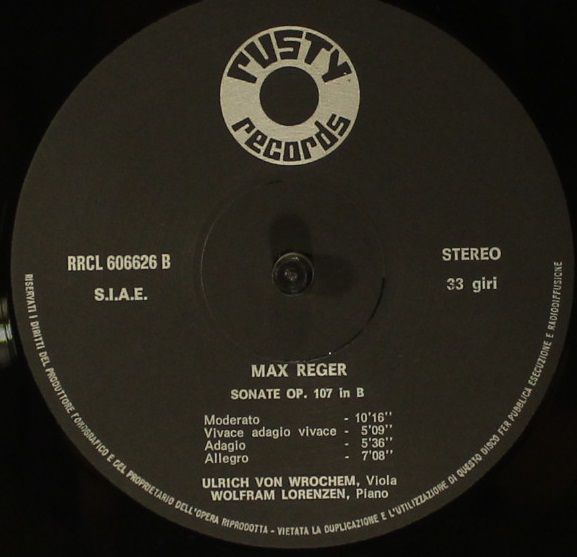 rusty
records
RRCL 606626 B
S.I.A.E.
STEREO
33 giri
MAX REGER
SONATE OP. 107 in B
Moderato - 10'16''
Vivace adagio vivace - 5'09''
Adagio - 5'36''
Allegro - 7'08''
ULRICH VON WROCHEM, Viola
WOLFRAM LORENZEN, Piano
RISERVATI I DIRITTI DEL PRODUTTORE FONOGRAFICO E DEL PROPRIETARIO DELL'OPERA RIPRODOTTA - VIETATA LA DUPLICAZIONE E L'UTILIZZAZIONE DI QUESTO DISCO PER PUBBLICA ESECUZIONE E RADIODIFFUSIONE